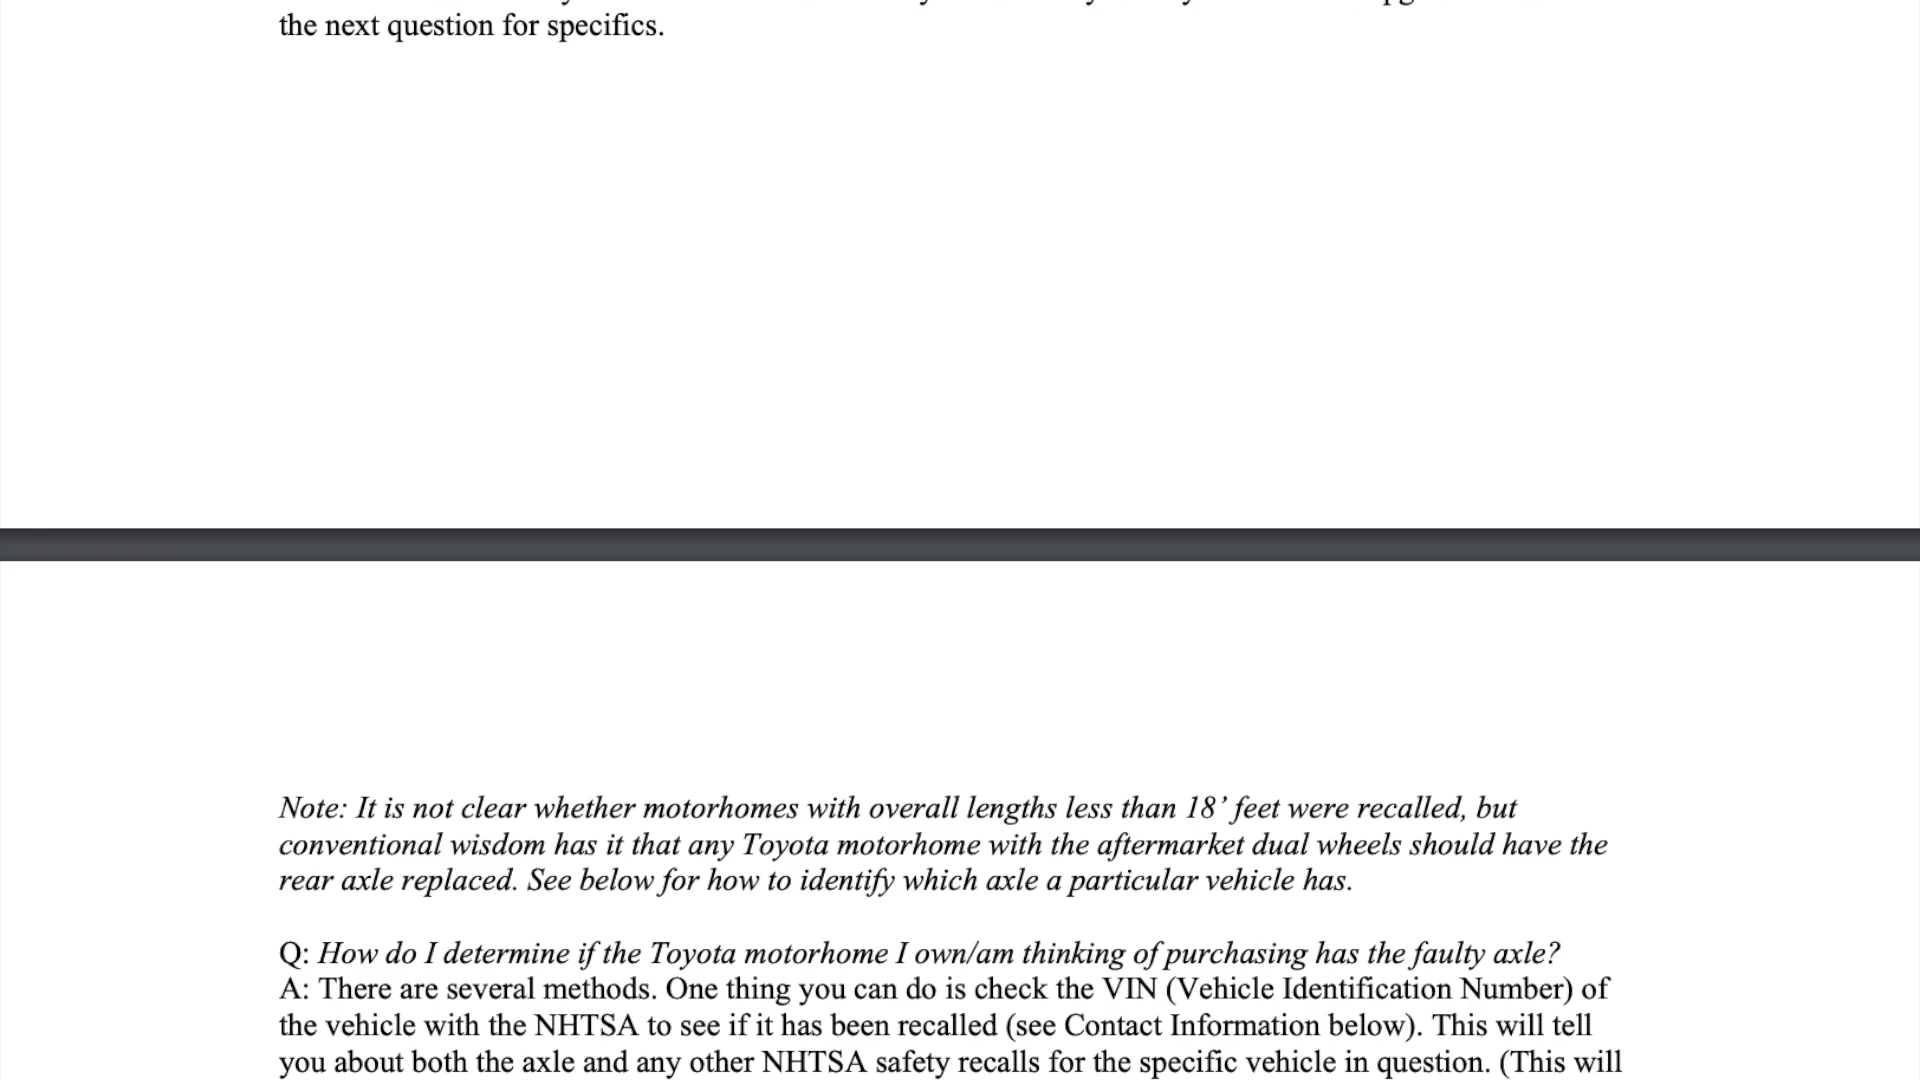 the next question for specifics.
Note: It is not clear whether motorhomes with overall lengths less than 18’ feet were recalled, but
conventional wisdom has it that any Toyota motorhome with the aftermarket dual wheels should have the
rear axle replaced. See below for how to identify which axle a particular vehicle has.
Q: How do I determine if the Toyota motorhome I own/am thinking of purchasing has the faulty axle?
A: There are several methods. One thing you can do is check the VIN (Vehicle Identification Number) of
the vehicle with the NHTSA to see if it has been recalled (see Contact Information below). This will tell
you about both the axle and any other NHTSA safety recalls for the specific vehicle in question. (This will